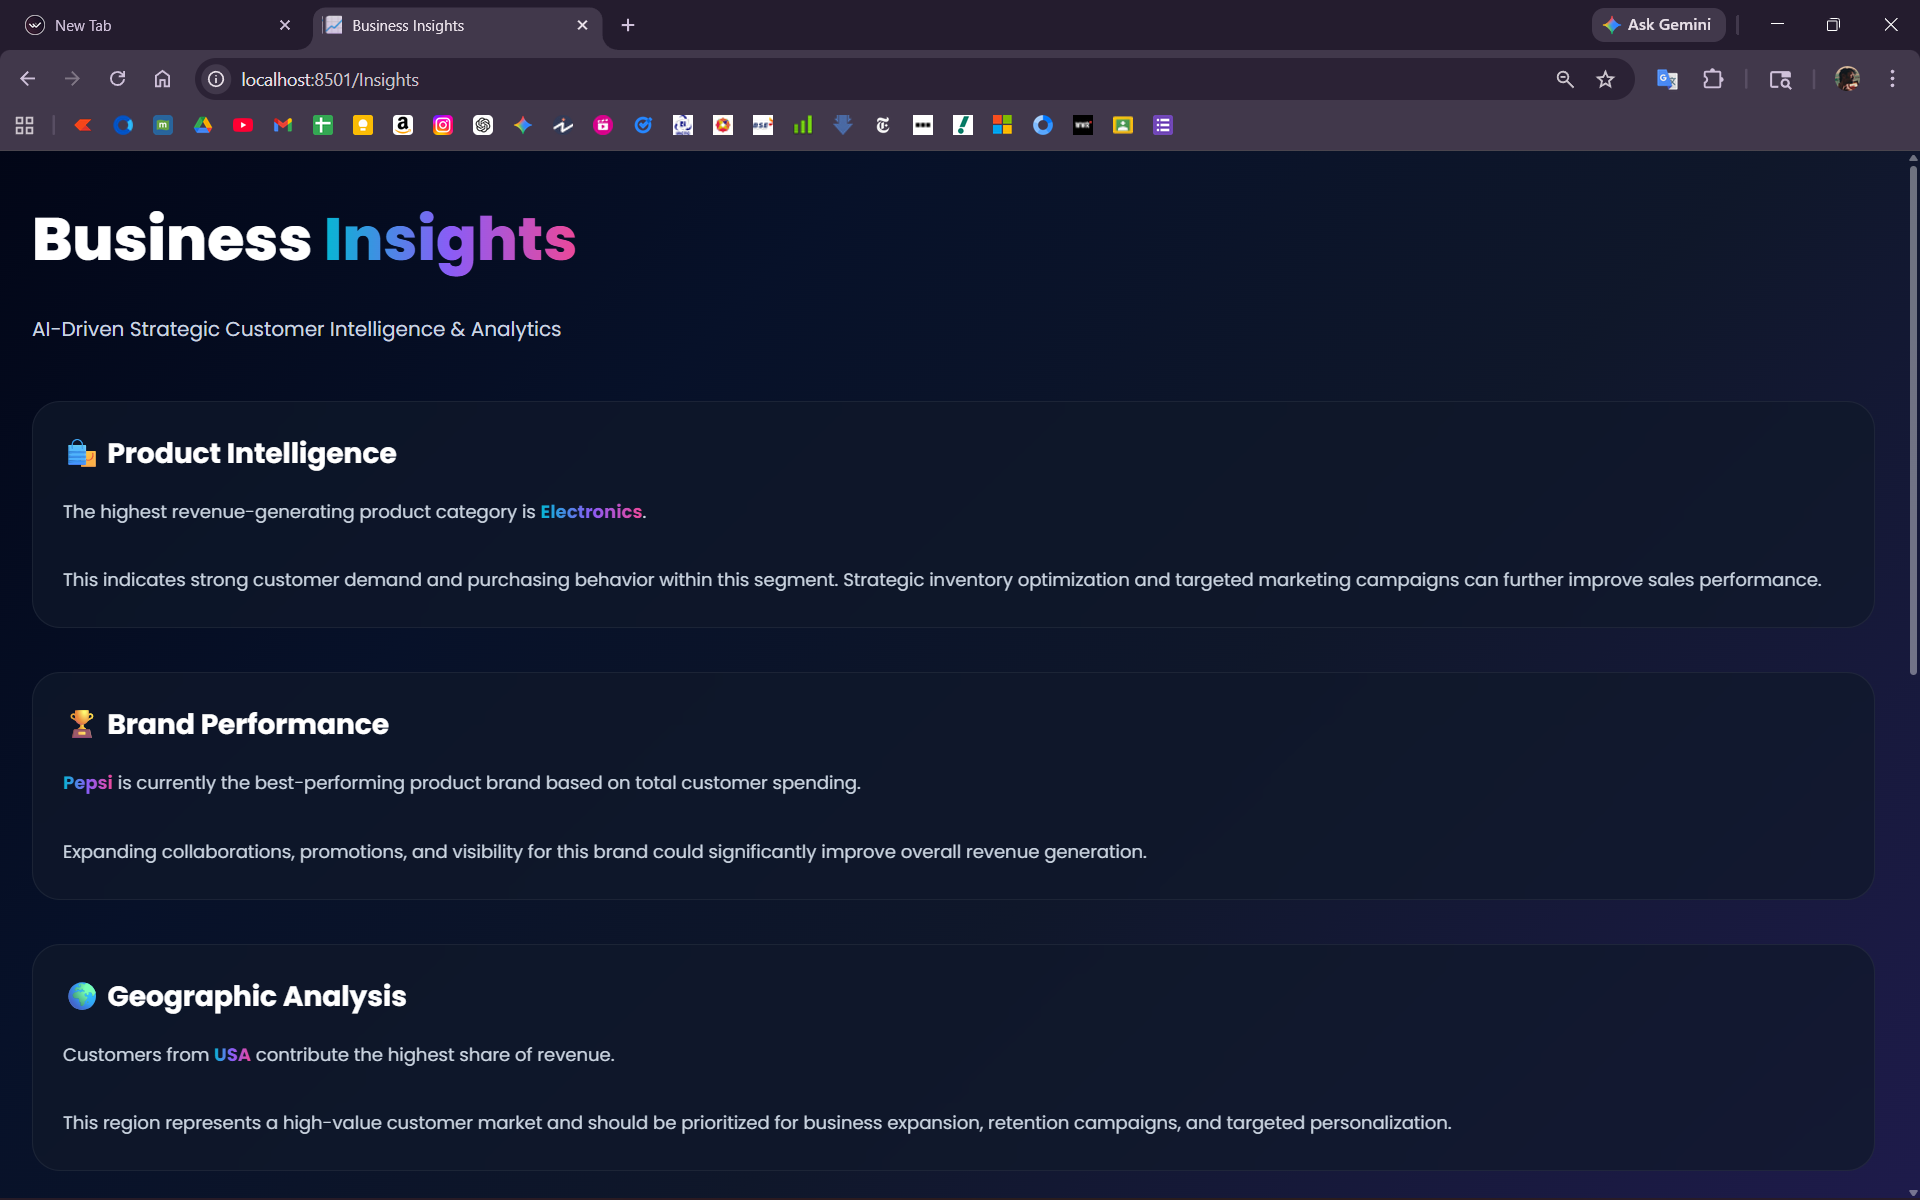 New Tab
Business Insights
Ask Gemini
localhost:8501/Insights
Business Insights
AI-Driven Strategic Customer Intelligence & Analytics
Product Intelligence
The highest revenue-generating product category is Electronics.
This indicates strong customer demand and purchasing behavior within this segment. Strategic inventory optimization and targeted marketing campaigns can further improve sales performance.
Brand Performance
Pepsi is currently the best-performing product brand based on total customer spending.
Expanding collaborations, promotions, and visibility for this brand could significantly improve overall revenue generation.
Geographic Analysis
Customers from USA contribute the highest share of revenue.
This region represents a high-value customer market and should be prioritized for business expansion, retention campaigns, and targeted personalization.